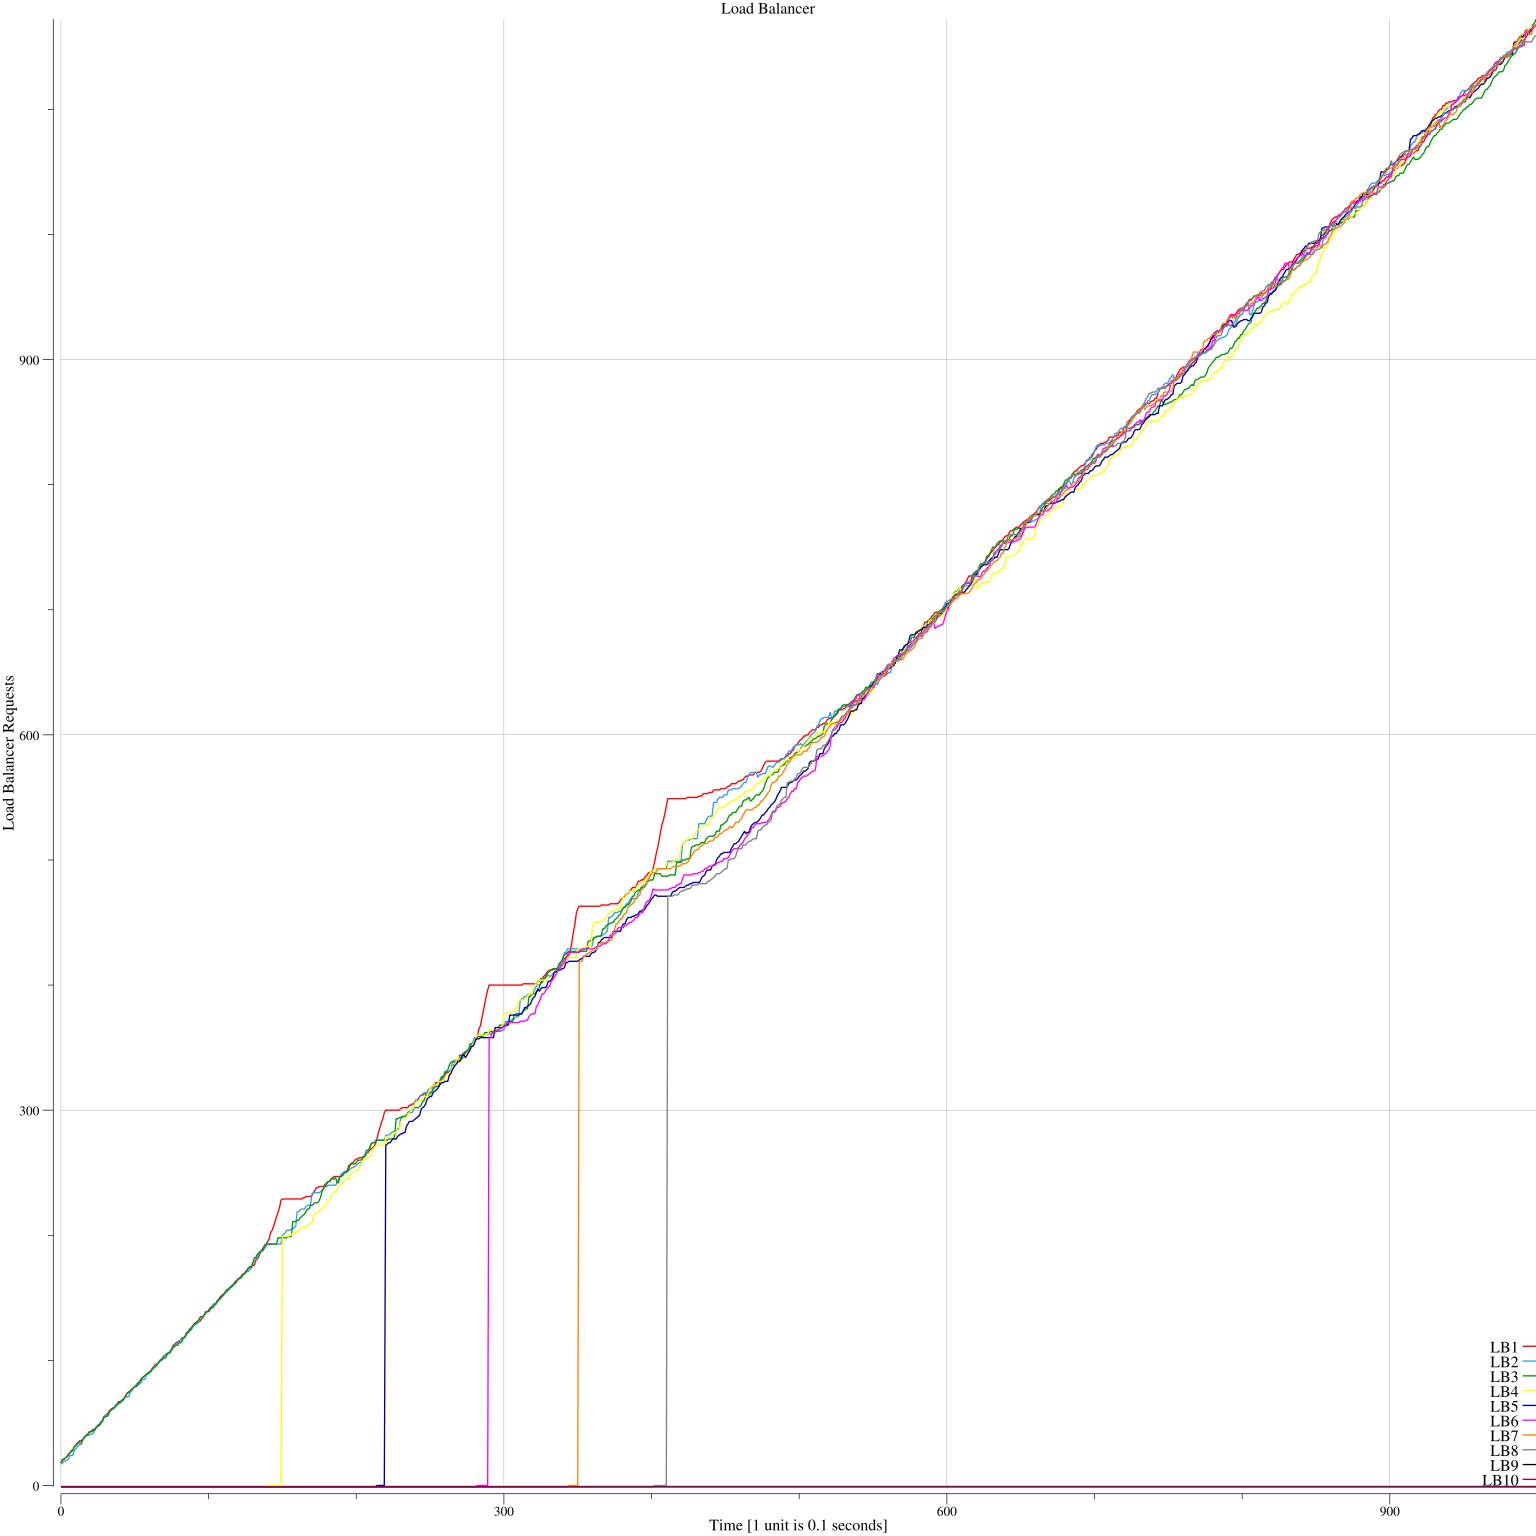 Load Balancer
900
600
300
0
Load Balancer Requests
0
300
600
900
Time [1 unit is 0.1 seconds]
LB1
LB2
LB3
LB4
LB5
LB6
LB7
LB8
LB9
LB10